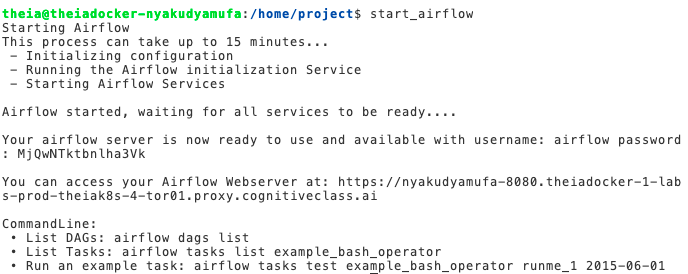 theia@theiadocker-nyakudyamufa:/home/project$ start_airflow
Starting Airflow
This process can take up to 15 minutes...
- Initializing configuration
- Running the Airflow initialization Service
- Starting Airflow Services
Airflow started, waiting for all services to be ready....
Your airflow server is now ready to use and available with username: airflow password
: MjQwNTktbnlha3Vk
You can access your Airflow Webserver at: https://nyakudyamufa-8080.theiadocker-1-lab
s-prod-theiak8s-4-tor01.proxy.cognitiveclass.ai
CommandLine:
• List DAGs: airflow dags list
• List Tasks: airflow tasks list example_bash_operator
• Run an example task: airflow tasks test example_bash_operator runme_1 2015-06-01